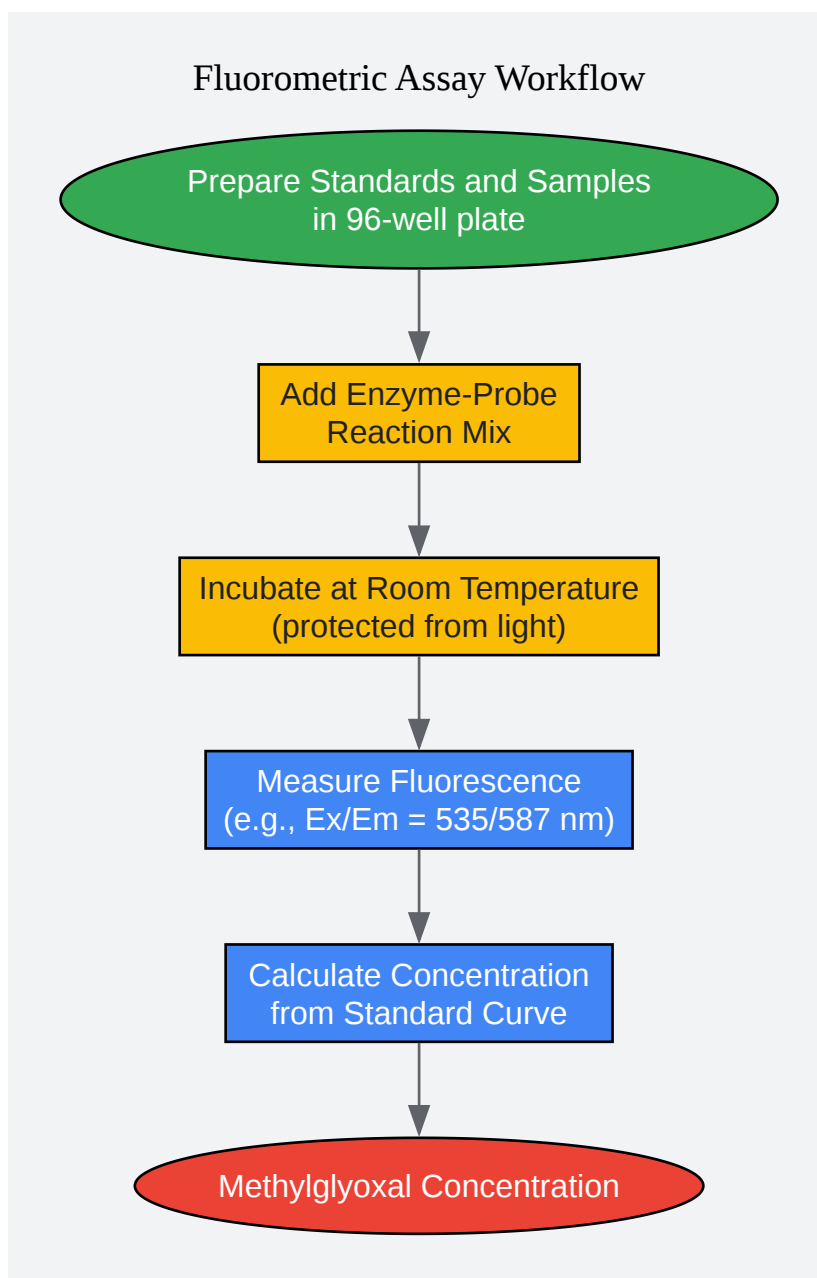 Fluorometric Assay Workflow
Prepare Standards and Samples
in 96-well plate
Add Enzyme-Probe
Reaction Mix
Incubate at Room Temperature
(protected from light)
Measure Fluorescence
(e.g., Ex/Em = 535/587 nm)
Calculate Concentration
from Standard Curve
Methylglyoxal Concentration